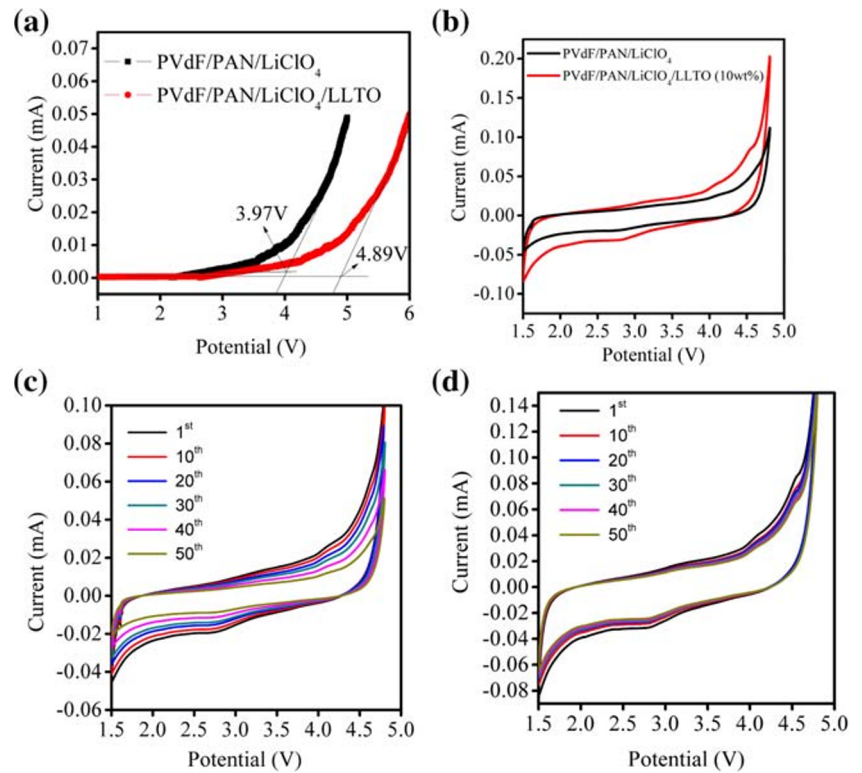 (a)
0.07
0.06
0.05
0.04
0.03
0.02
0.01
0.00
Current (mA)
PVdF/PAN/LiClO₄
PVdF/PAN/LiClO₄/LLTO
3.97V
4.89V
1 2 3 4 5 6
Potential (V)
(b)
0.20
0.15
0.10
0.05
0.00
-0.05
-0.10
Current (mA)
PVdF/PAN/LiClO₄
PVdF/PAN/LiClO₄/LLTO (10wt%)
1.5 2.0 2.5 3.0 3.5 4.0 4.5 5.0
Potential (V)
(c)
0.10
0.08
0.06
0.04
0.02
0.00
-0.02
-0.04
-0.06
Current (mA)
1st
10th
20th
30th
40th
50th
1.5 2.0 2.5 3.0 3.5 4.0 4.5 5.0
Potential (V)
(d)
0.14
0.12
0.10
0.08
0.06
0.04
0.02
0.00
-0.02
-0.04
-0.06
-0.08
Current (mA)
1st
10th
20th
30th
40th
50th
1.5 2.0 2.5 3.0 3.5 4.0 4.5 5.0
Potential (V)